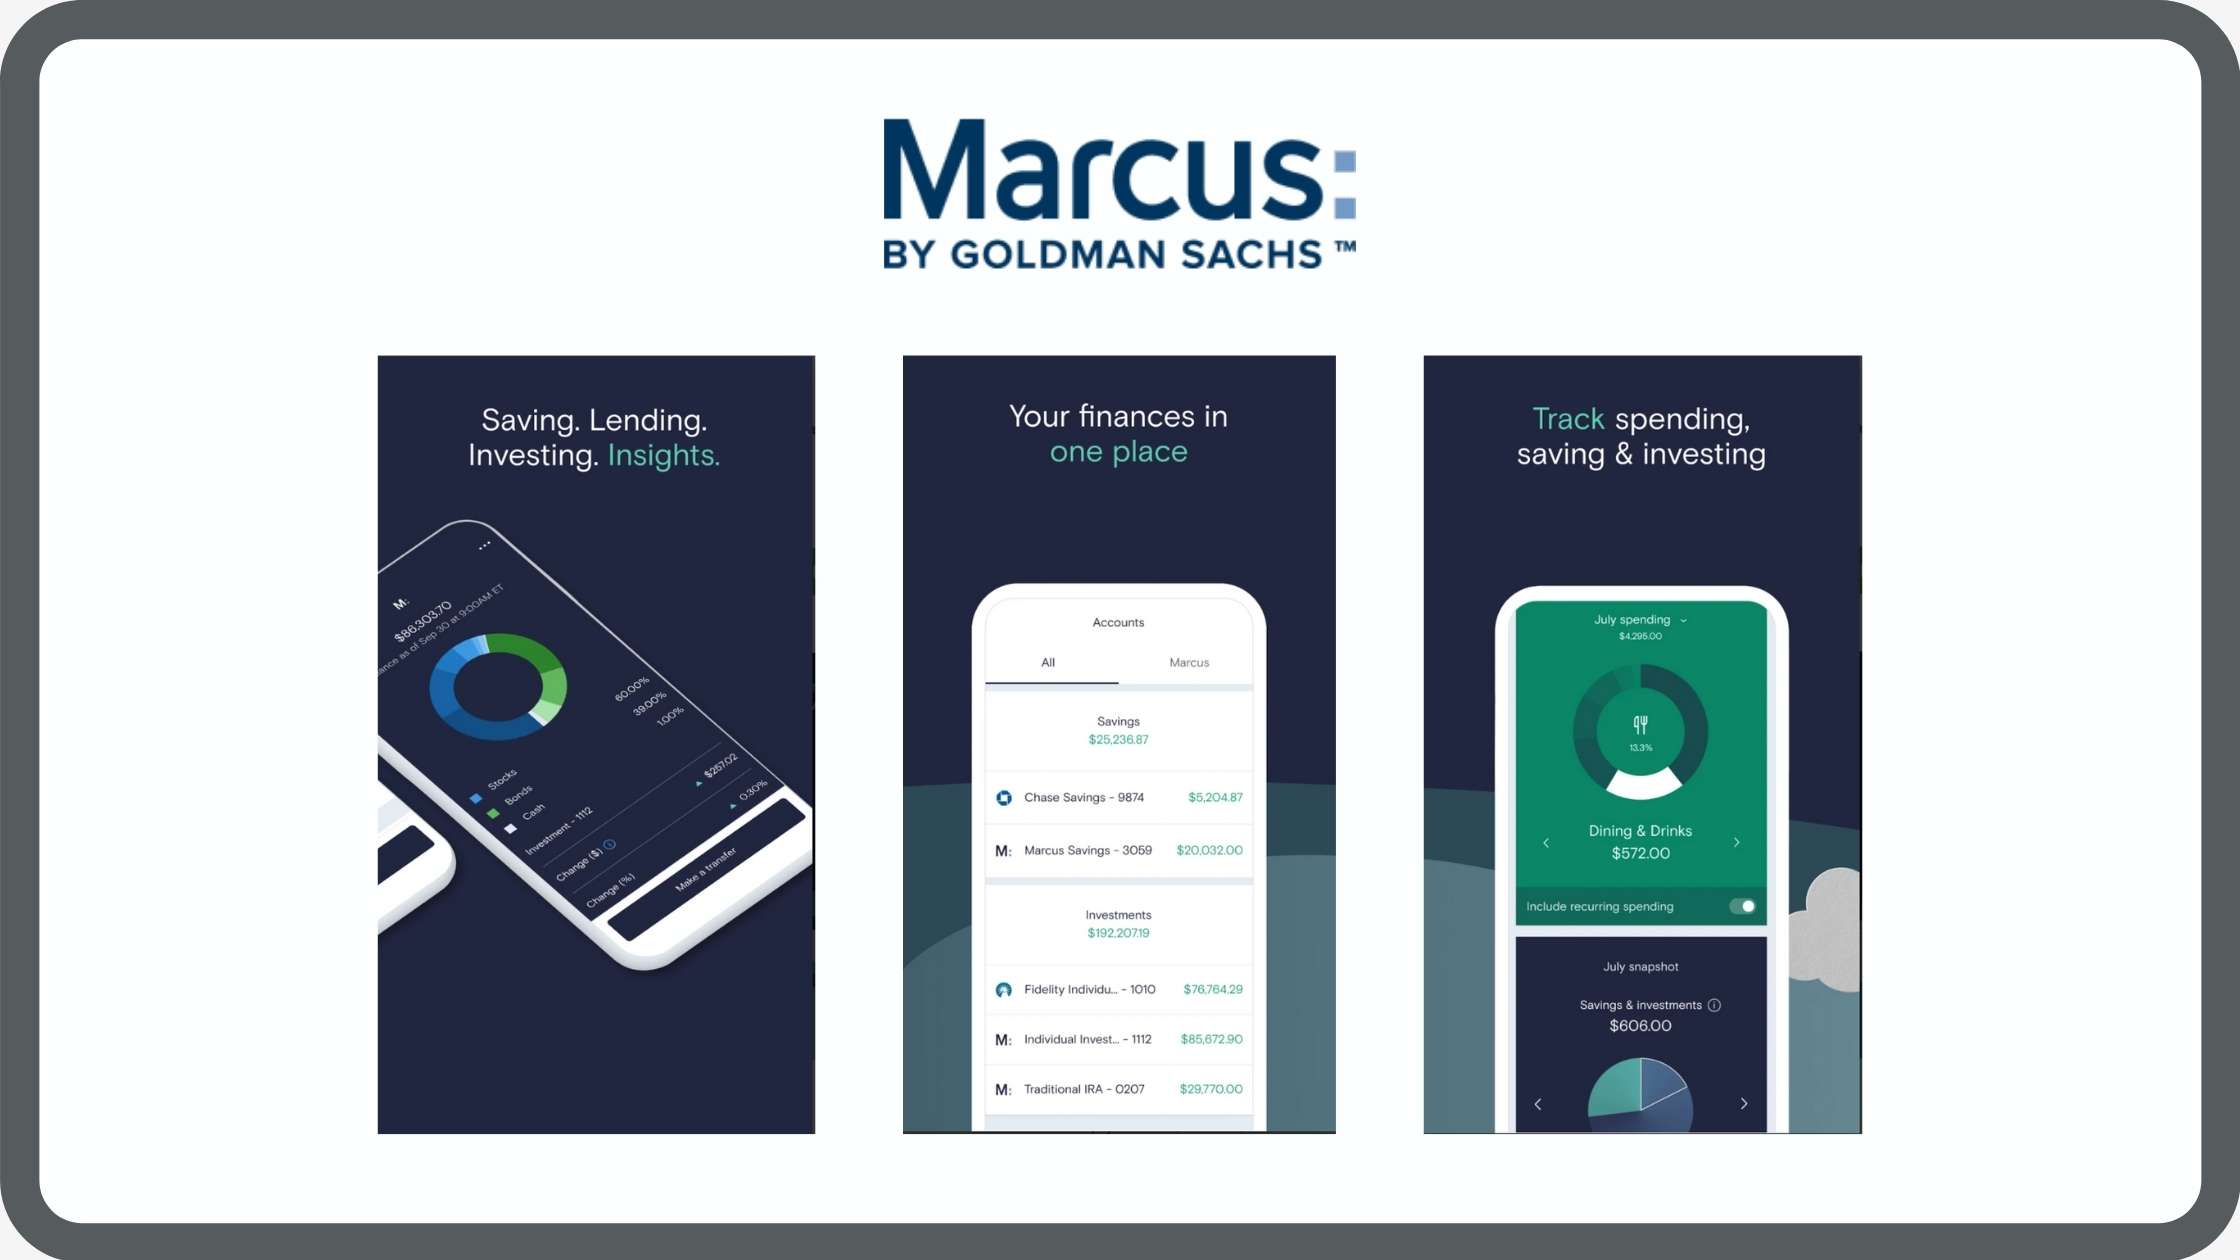 Marcus:
BY GOLDMAN SACHS ™
Saving. Lending.
Investing. Insights.
...
M:
$86,303.70
ance as of Sep 30 at 9:00AM ET
60.00%
39.00%
1.00%
Stocks
Bonds
Cash
Investment - 1112
Change ($)
$257.02
Change (%)
0.30%
Make a transfer
Your finances in
one place
Accounts
All Marcus
Savings
$25,236.87
Chase Savings - 9874 $5,204.87
M: Marcus Savings - 3059 $20,032.00
Investments
$192,207.19
Fidelity Individu... - 1010 $76,764.29
M: Individual Invest... - 1112 $85,672.90
M: Traditional IRA - 0207 $29,770.00
Track spending,
saving & investing
July spending
$4,295.00
13.3%
Dining & Drinks
$572.00
Include recurring spending
July snapshot
Savings & investments
$606.00